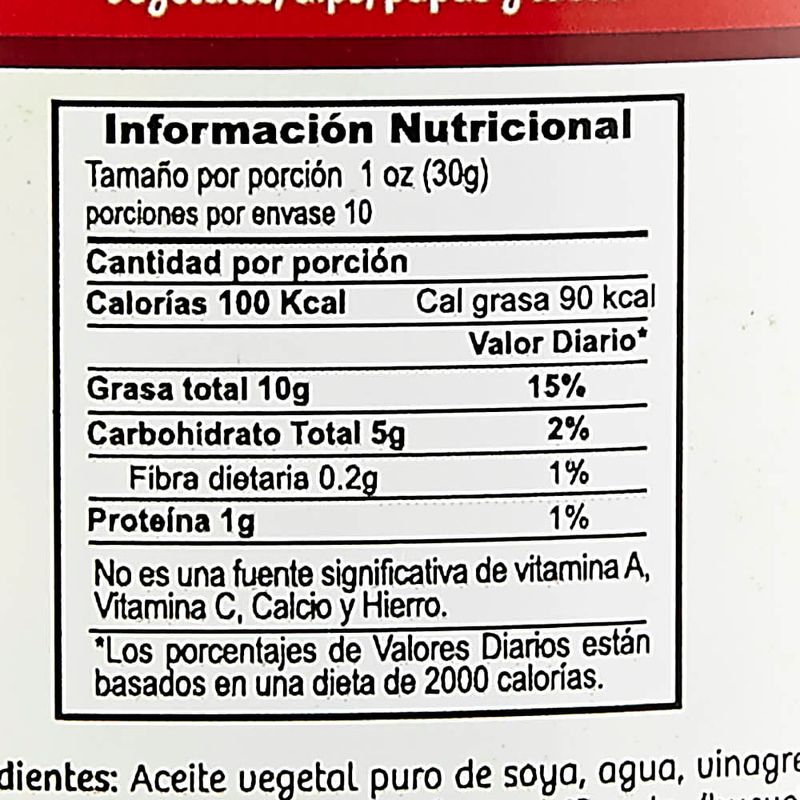 Información Nutricional
Tamaño por porción 1 oz (30g)
porciones por envase 10
Cantidad por porción
Calorías 100 Kcal Cal grasa 90 kcal
Valor Diario*
Grasa total 10g 15%
Carbohidrato Total 5g 2%
Fibra dietaria 0.2g 1%
Proteína 1g 1%
No es una fuente significativa de vitamina A,
Vitamina C, Calcio y Hierro.
*Los porcentajes de Valores Diarios están
basados en una dieta de 2000 calorías.
dientes: Aceite vegetal puro de soya, agua, vinagre